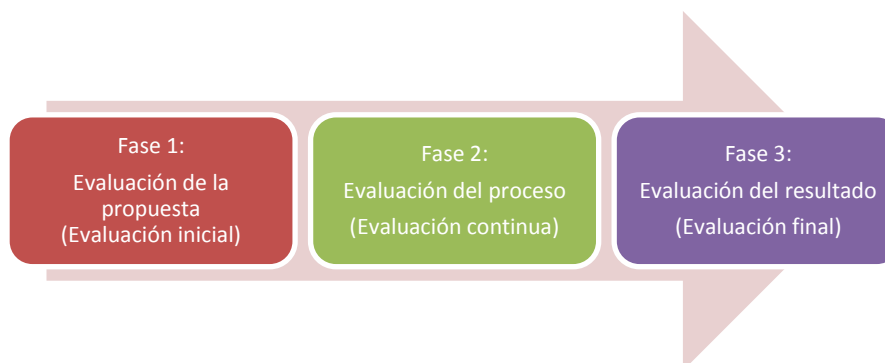 Fase 1:
Evaluación de la
propuesta
(Evaluación inicial)
Fase 2:
Evaluación del proceso
(Evaluación continua)
Fase 3:
Evaluación del resultado
(Evaluación final)